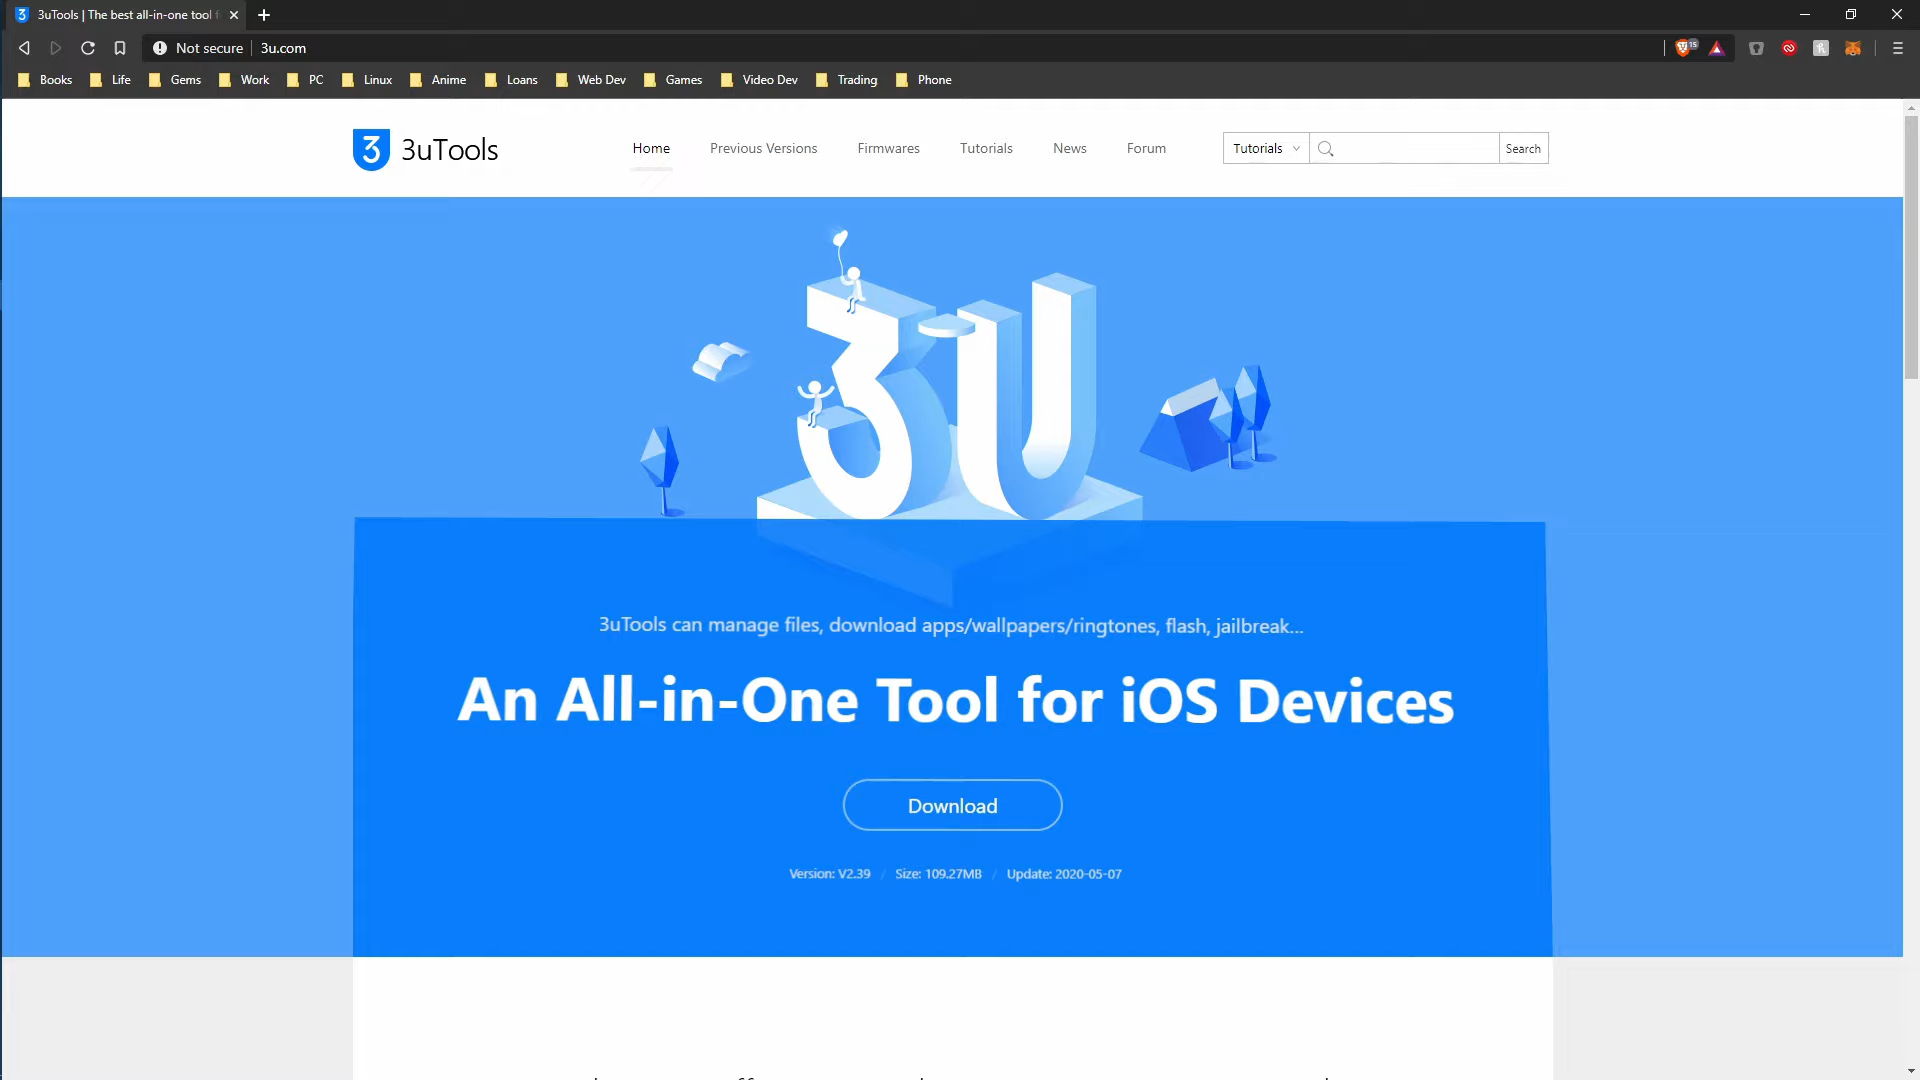 3uTools | The best all-in-one tool f
Not secure
3u.com
15
Books
Life
Gems
Work
PC
Linux
Anime
Loans
Web Dev
Games
Video Dev
Trading
Phone
3 3uTools
Home
Previous Versions
Firmwares
Tutorials
News
Forum
Tutorials
Search
3U
3uTools can manage files, download apps/wallpapers/ringtones, flash, jailbreak...
An All-in-One Tool for iOS Devices
Download
Version: V2.39 / Size: 109.27MB / Update: 2020-05-07